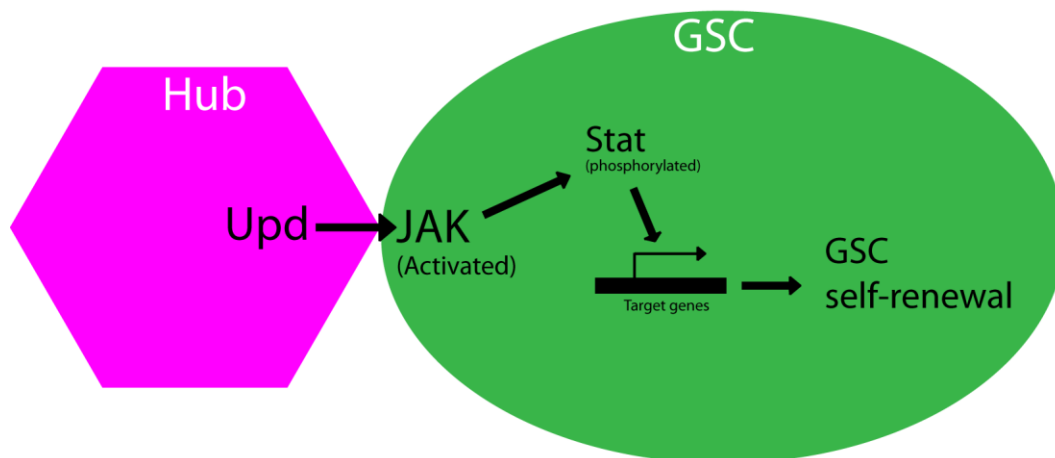 Hub
GSC
Upd
JAK
(Activated)
Stat
(phosphorylated)
Target genes
GSC
self-renewal